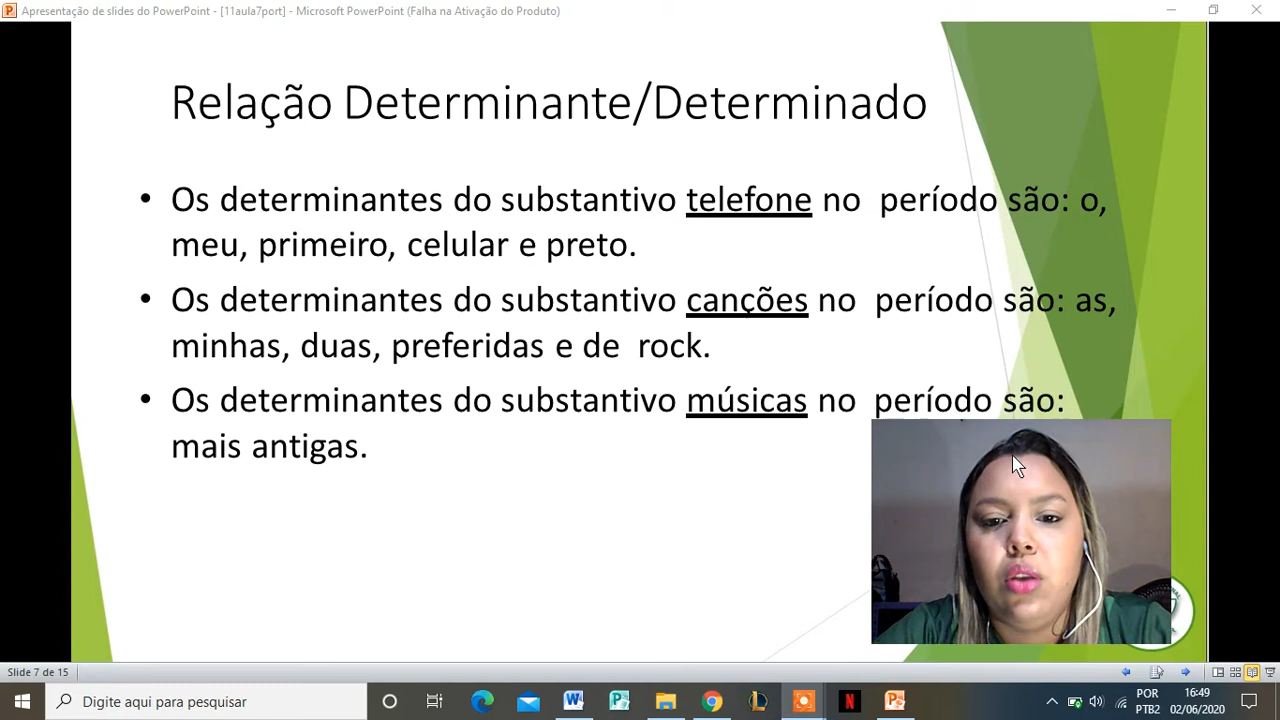 Apresentação de slides do PowerPoint - [11aula7port] - Microsoft PowerPoint (Falha na Ativação do Produto)
Relação Determinante/Determinado
• Os determinantes do substantivo telefone no período são: o,
meu, primeiro, celular e preto.
• Os determinantes do substantivo canções no período são: as,
minhas, duas, preferidas e de rock.
• Os determinantes do substantivo músicas no período são:
mais antigas.
Slide 7 de 15
Digite aqui para pesquisar
POR
PTB2
16:49
02/06/2020